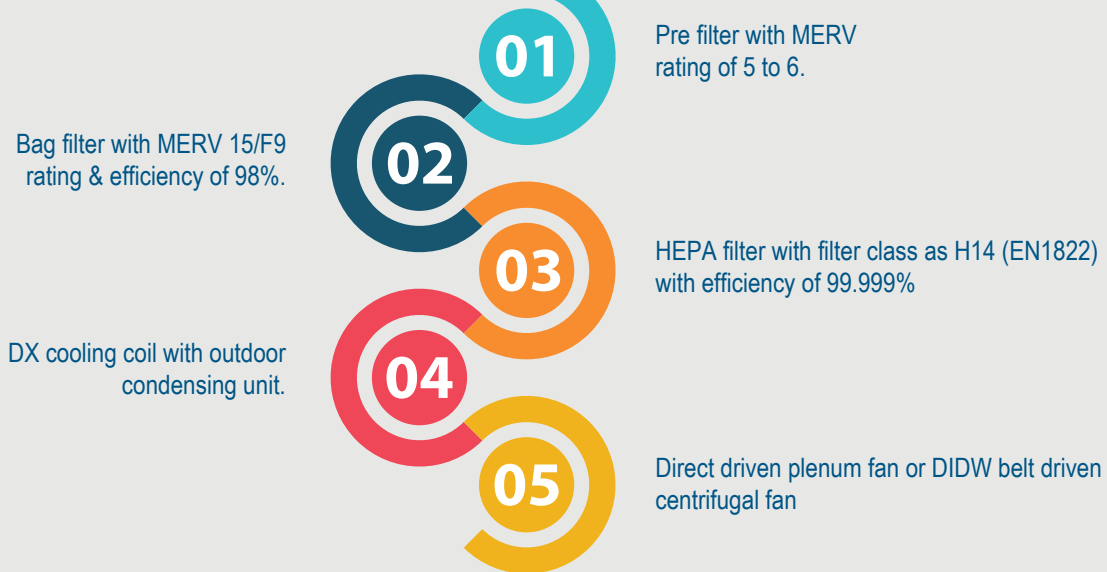 01
Pre filter with MERV
rating of 5 to 6.
02
Bag filter with MERV 15/F9
rating & efficiency of 98%.
03
HEPA filter with filter class as H14 (EN1822)
with efficiency of 99.999%
04
DX cooling coil with outdoor
condensing unit.
05
Direct driven plenum fan or DIDW belt driven
centrifugal fan